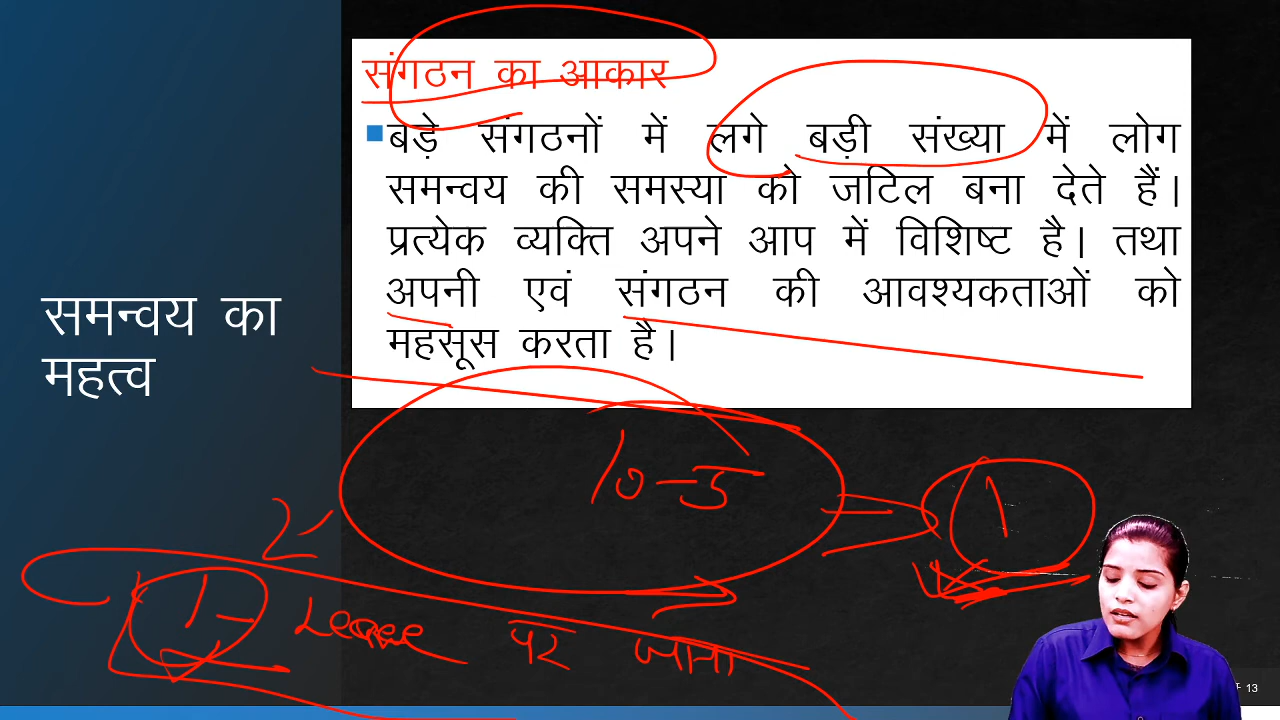 संगठन का आकार
बड़े संगठनों में लगे बड़ी संख्या में लोग
समन्वय की समस्या को जटिल बना देते हैं।
प्रत्येक व्यक्ति अपने आप में विशिष्ट है। तथा
अपनी एवं संगठन की आवश्यकताओं को
महसूस करता है।
समन्वय का
महत्व
10-5
1
2
1- Leave पर जाना
13